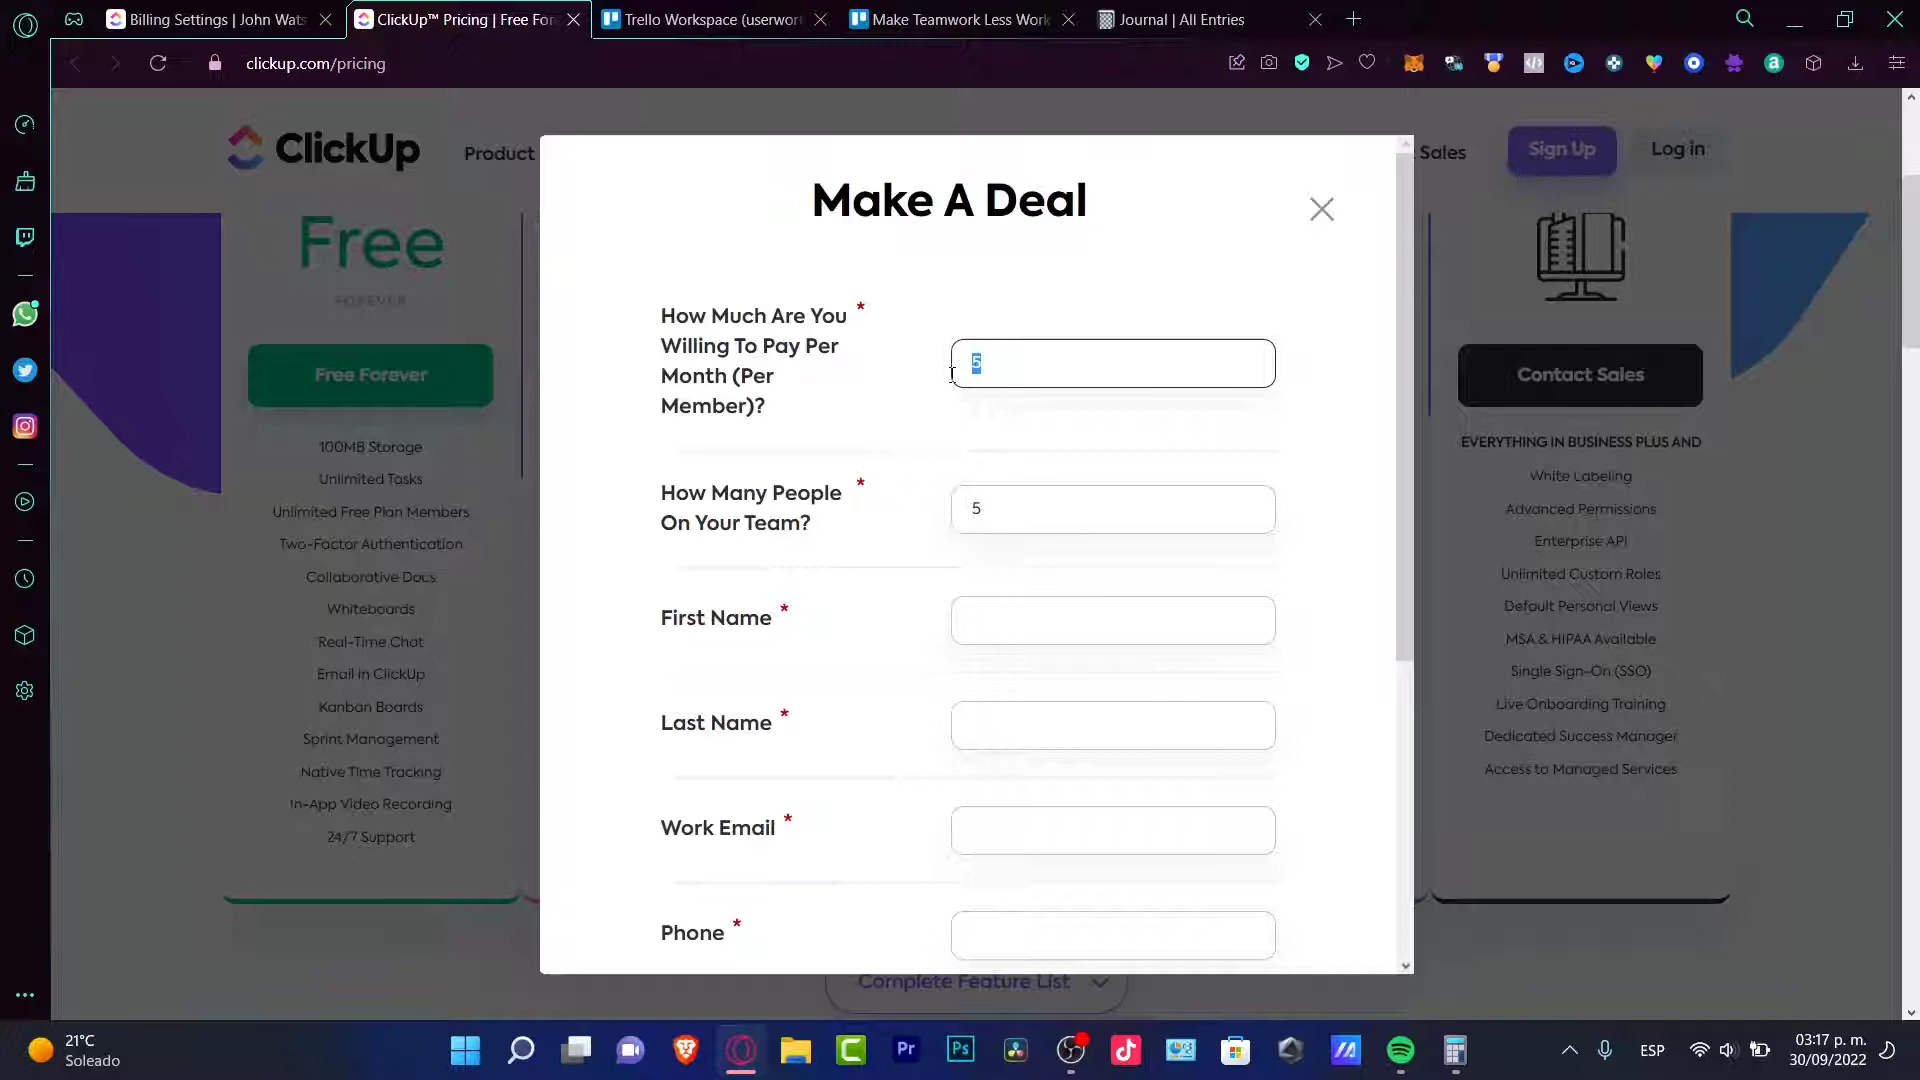 Billing Settings | John Wats
ClickUp™ Pricing | Free For
Trello Workspace (userwor
Make Teamwork Less Work
Journal | All Entries
clickup.com/pricing
ClickUp
Product
Sales
Sign Up
Log in
Free
FOREVER
Free Forever
100MB Storage
Unlimited Tasks
Unlimited Free Plan Members
Two-Factor Authentication
Collaborative Docs
Whiteboards
Real-Time Chat
Email in ClickUp
Kanban Boards
Sprint Management
Native Time Tracking
In-App Video Recording
24/7 Support
Make A Deal
How Much Are You *
Willing To Pay Per
Month (Per
Member)?
5
How Many People *
On Your Team?
5
First Name *
Last Name *
Work Email *
Phone *
Contact Sales
EVERYTHING IN BUSINESS PLUS AND
White Labeling
Advanced Permissions
Enterprise API
Unlimited Custom Roles
Default Personal Views
MSA & HIPAA Available
Single Sign-On (SSO)
Live Onboarding Training
Dedicated Success Manager
Access to Managed Services
Complete Feature List
21°C
Soleado
Pr
Ps
ESP
03:17 p. m.
30/09/2022